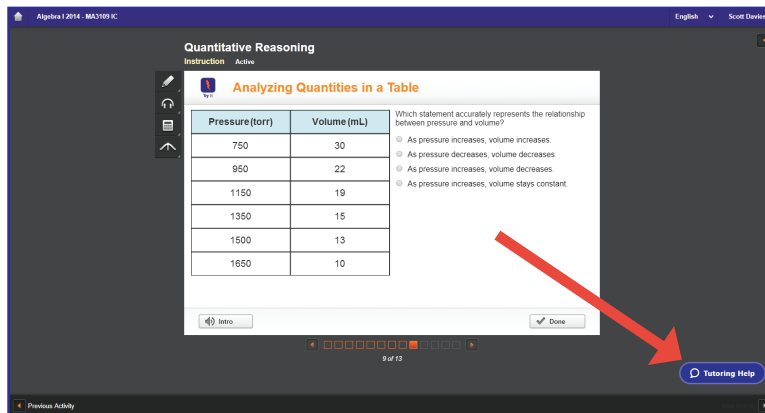 Algebra I 2014 - MA3109 IC
English
Scott Davies
Quantitative Reasoning
Instruction Active
Try It
Analyzing Quantities in a Table
Pressure (torr) Volume (mL)
750 30
950 22
1150 19
1350 15
1500 13
1650 10
Which statement accurately represents the relationship
between pressure and volume?
As pressure increases, volume increases.
As pressure decreases, volume decreases.
As pressure increases, volume decreases.
As pressure increases, volume stays constant.
Intro
Done
9 of 13
Tutoring Help
Previous Activity